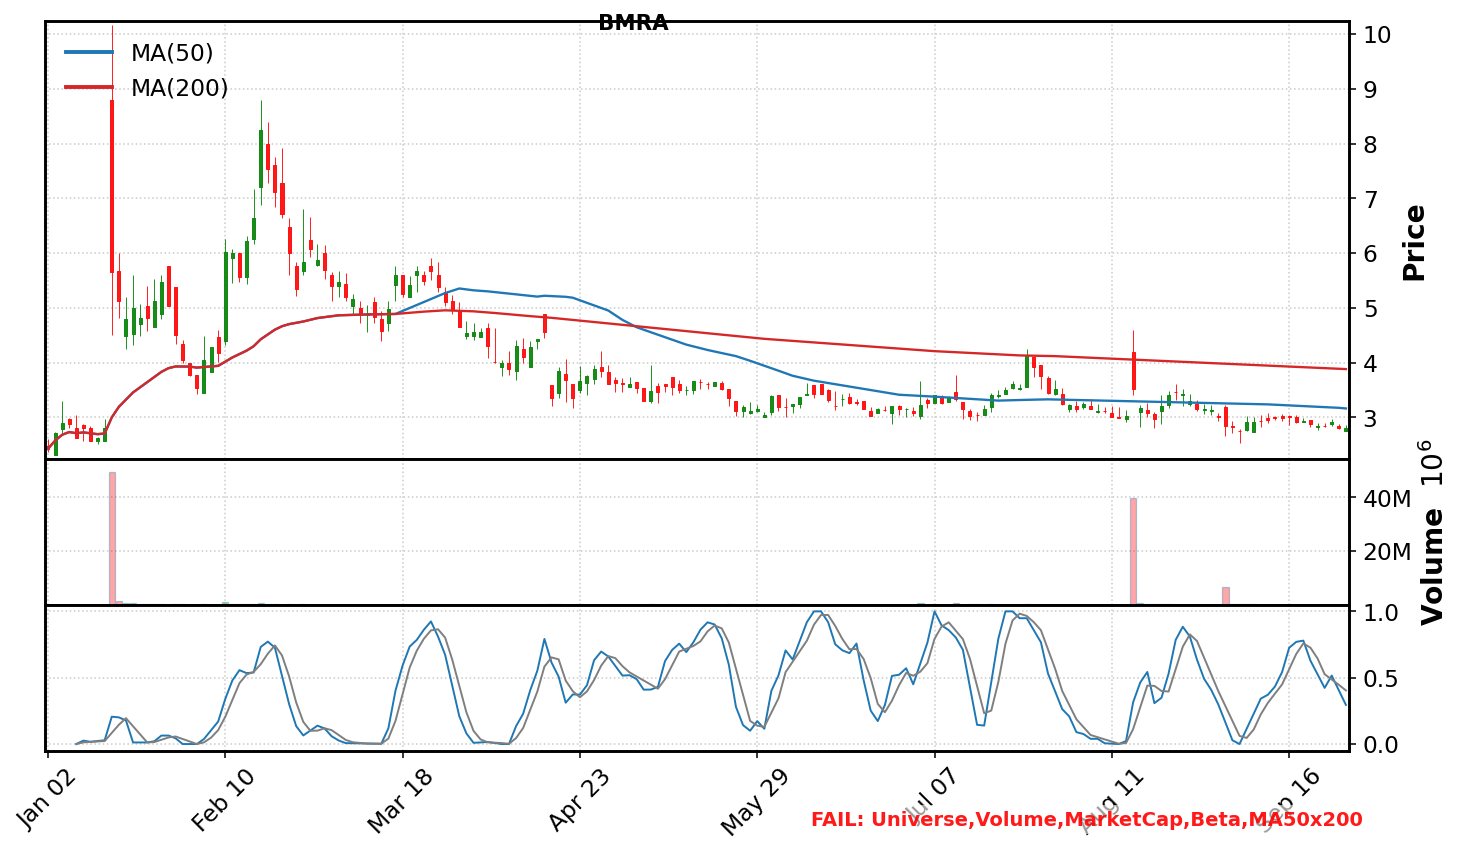 BMRA
MA(50)
MA(200)
10
9
8
7
6
5
4
3
Price
40M
20M
Volume 10^6
1.0
0.5
0.0
Jan 02
Feb 10
Mar 18
Apr 23
May 29
Jul 07
Aug 11
Sep 16
FAIL: Universe,Volume,MarketCap,Beta,MA50x200